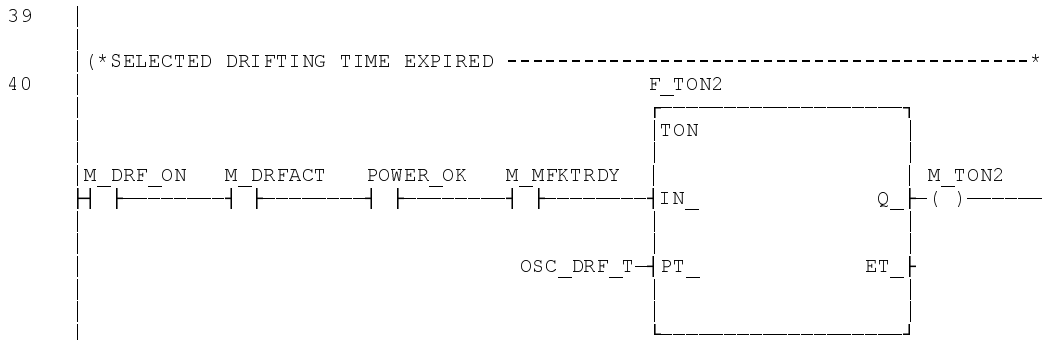 39
(*SELECTED DRIFTING TIME EXPIRED ---------------------------------------*
40
F_TON2
TON
M_DRF_ON M_DRFACT POWER_OK M_MFKTRDY M_TON2
IN_ Q_ ( )
OSC_DRF_T PT_ ET_